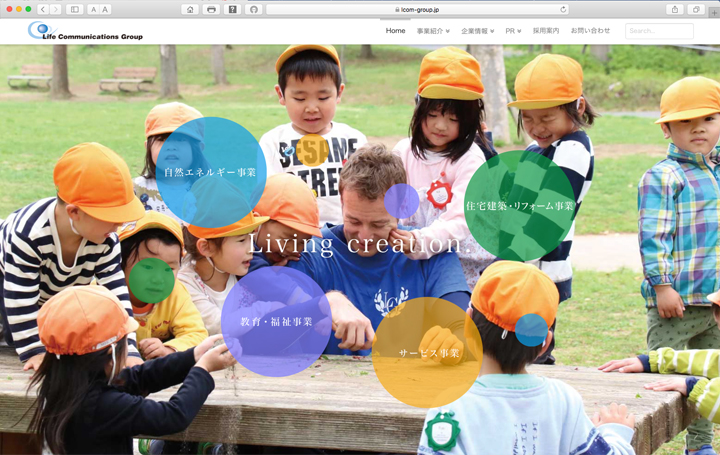 lcom-group.jp
Life Communications Group
Home 事業紹介 企業情報 PR 採用案内 お問い合わせ Search...
SESAME
STREE
自然エネルギー事業
住宅建築・リフォーム事業
Living creation.
教育・福祉事業
サービス事業